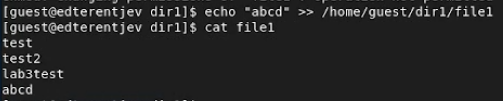 [guest@edterentjev dir1]$ echo "abcd" >> /home/guest/dir1/file1
[guest@edterentjev dir1]$ cat file1
test
test2
lab3test
abcd